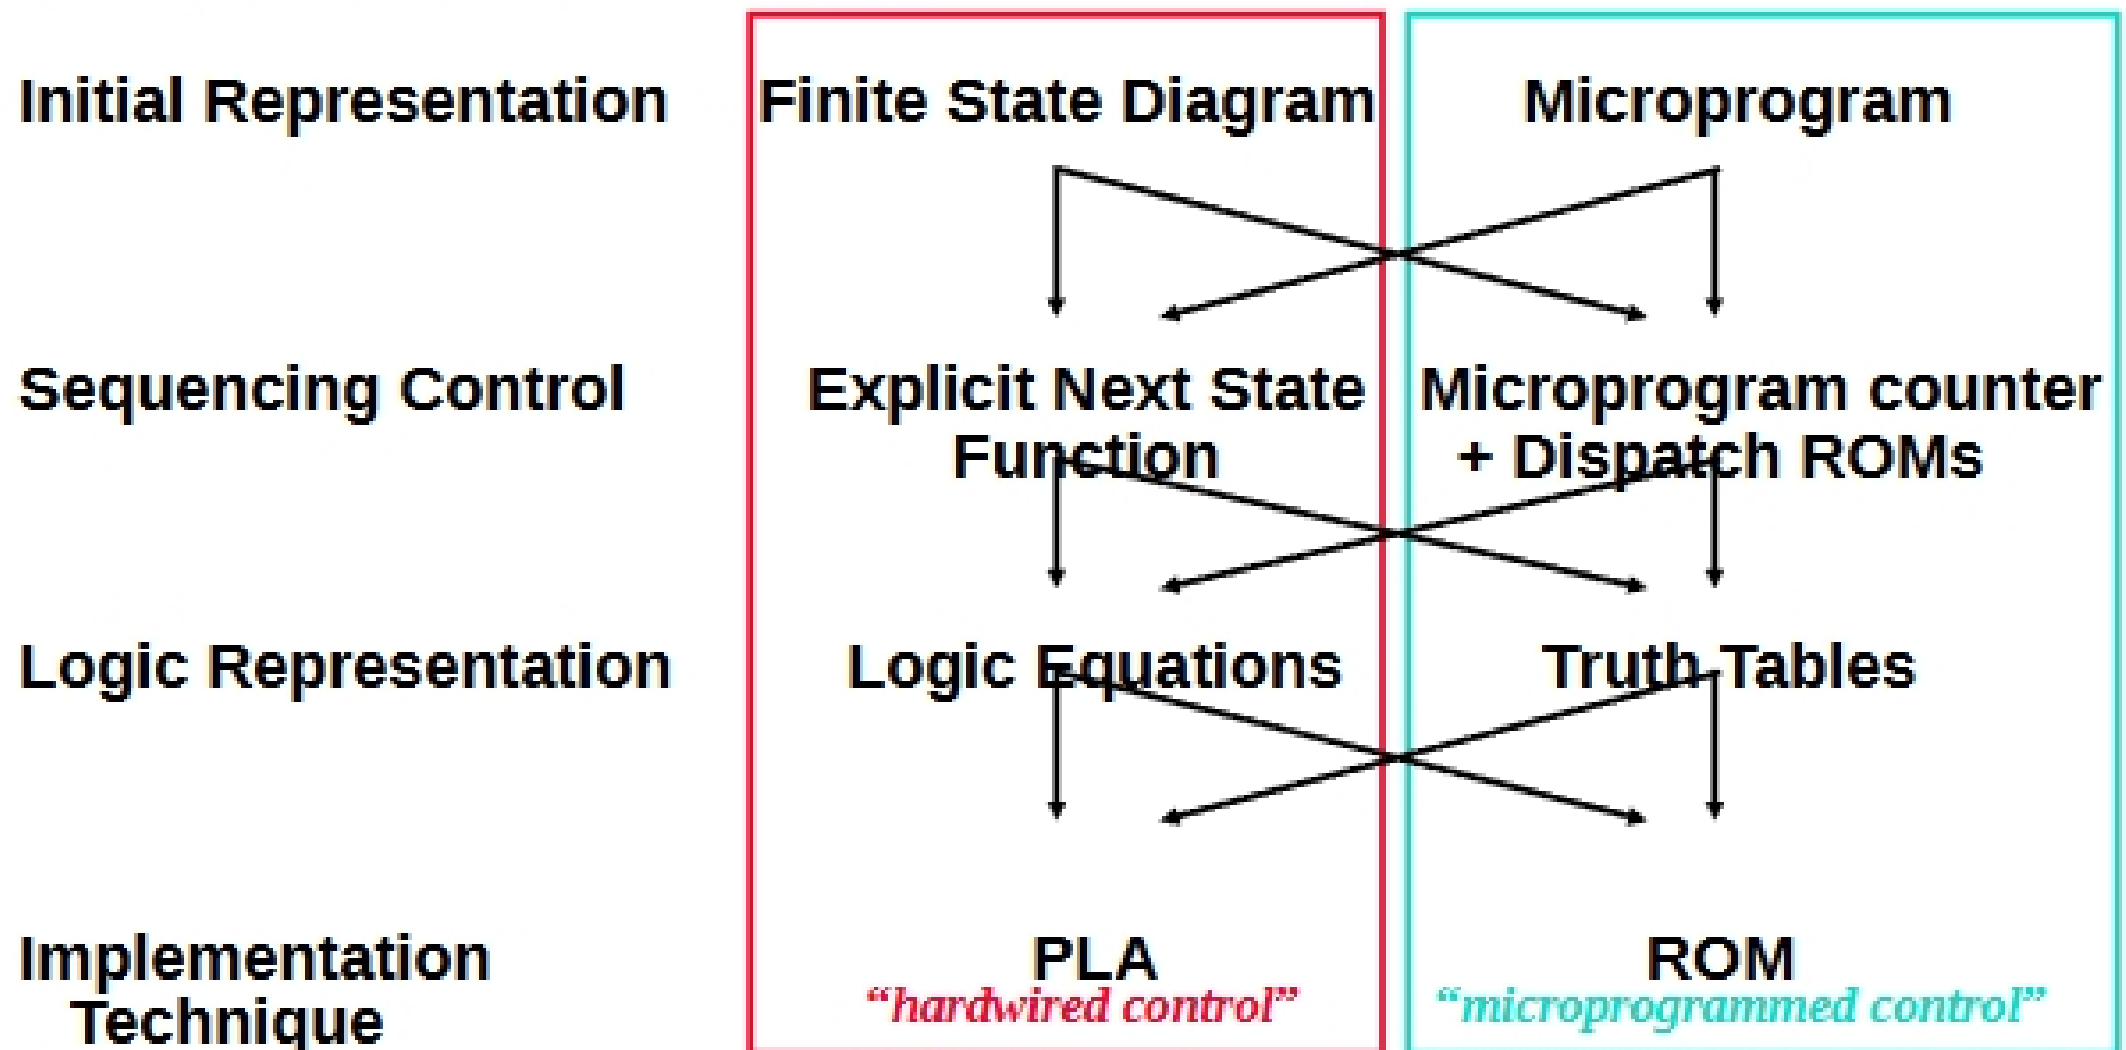 Initial Representation Finite State Diagram Microprogram
Sequencing Control Explicit Next State Microprogram counter
Function + Dispatch ROMs
Logic Representation Logic Equations Truth Tables
Implementation PLA ROM
Technique “hardwired control” “microprogrammed control”